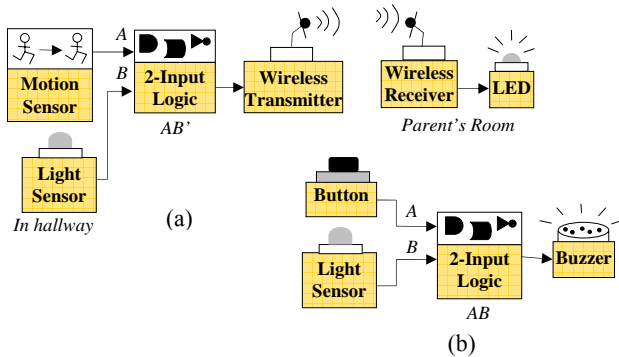 A
B
Motion
Sensor
2-Input
Logic
AB’
Wireless
Transmitter
Wireless
Receiver
LED
Parent’s Room
Light
Sensor
In hallway
(a)
Button
A
B
Light
Sensor
2-Input
Logic
AB
Buzzer
(b)